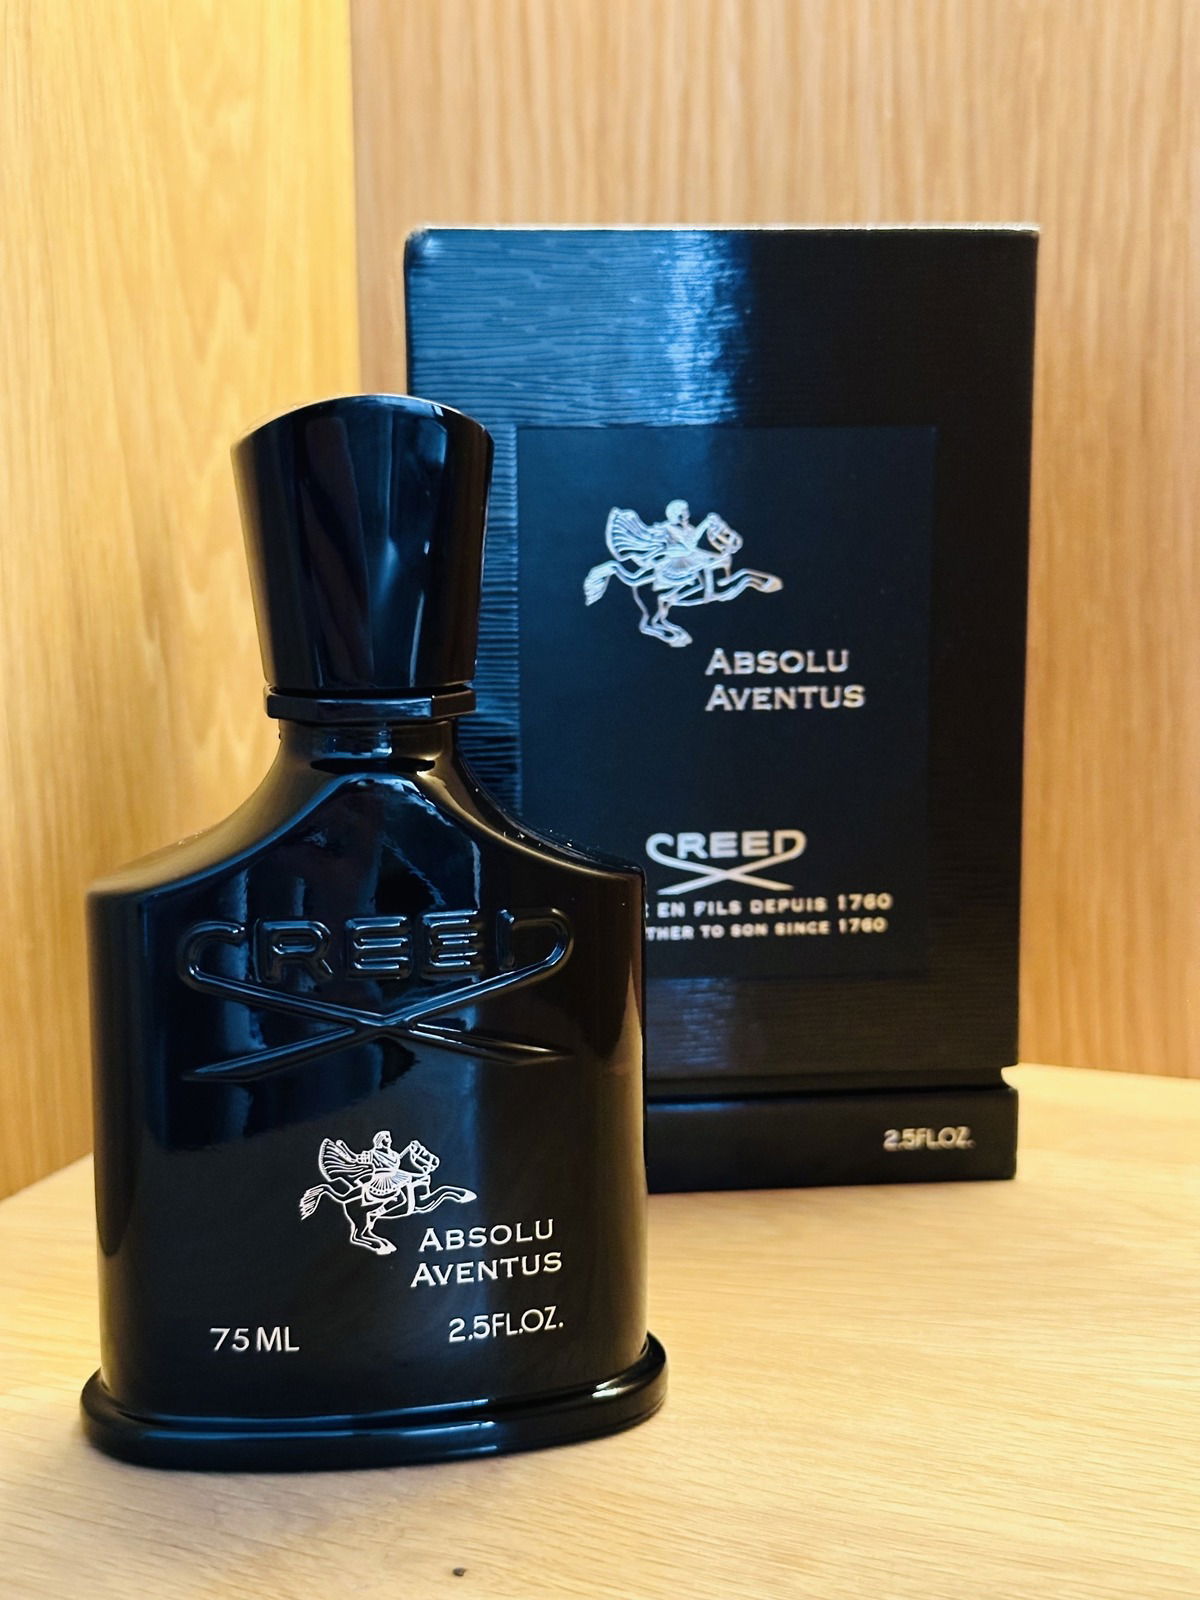 ABSOLU
AVENTUS
CREED
EN FILS DEPUIS 1760
TO SON SINCE 1760
2.5FL.OZ.
CREED
ABSOLU
AVENTUS
75 ML 2.5FL.OZ.